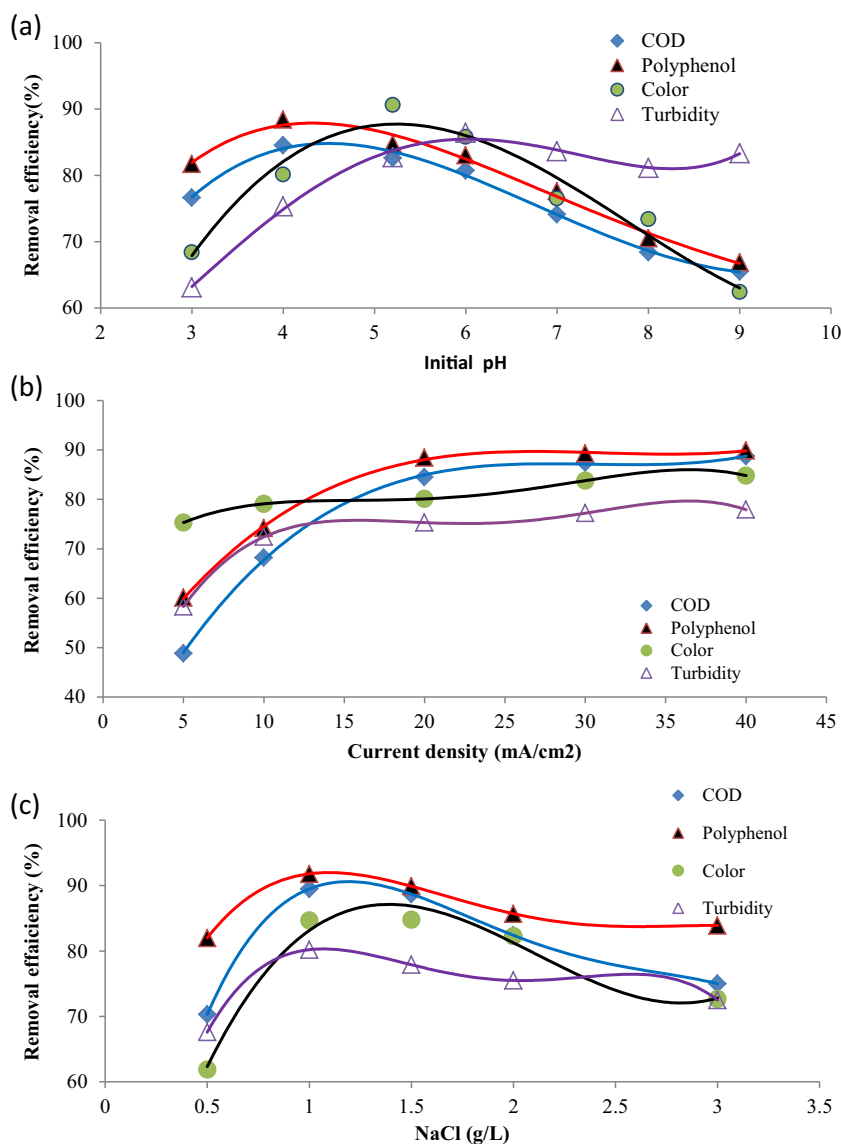 (a)
100
90
80
70
60
Removal efficiency(%)
COD
Polyphenol
Color
Turbidity
2 3 4 5 6 7 8 9 10
Initial pH
(b)
100
90
80
70
60
50
40
Removal efficiency (%)
COD
Polyphenol
Color
Turbidity
0 5 10 15 20 25 30 35 40 45
Current density (mA/cm2)
(c)
100
90
80
70
60
Removal effaiciency (%)
COD
Polyphenol
Color
Turbidity
0 0.5 1 1.5 2 2.5 3 3.5
NaCl (g/L)